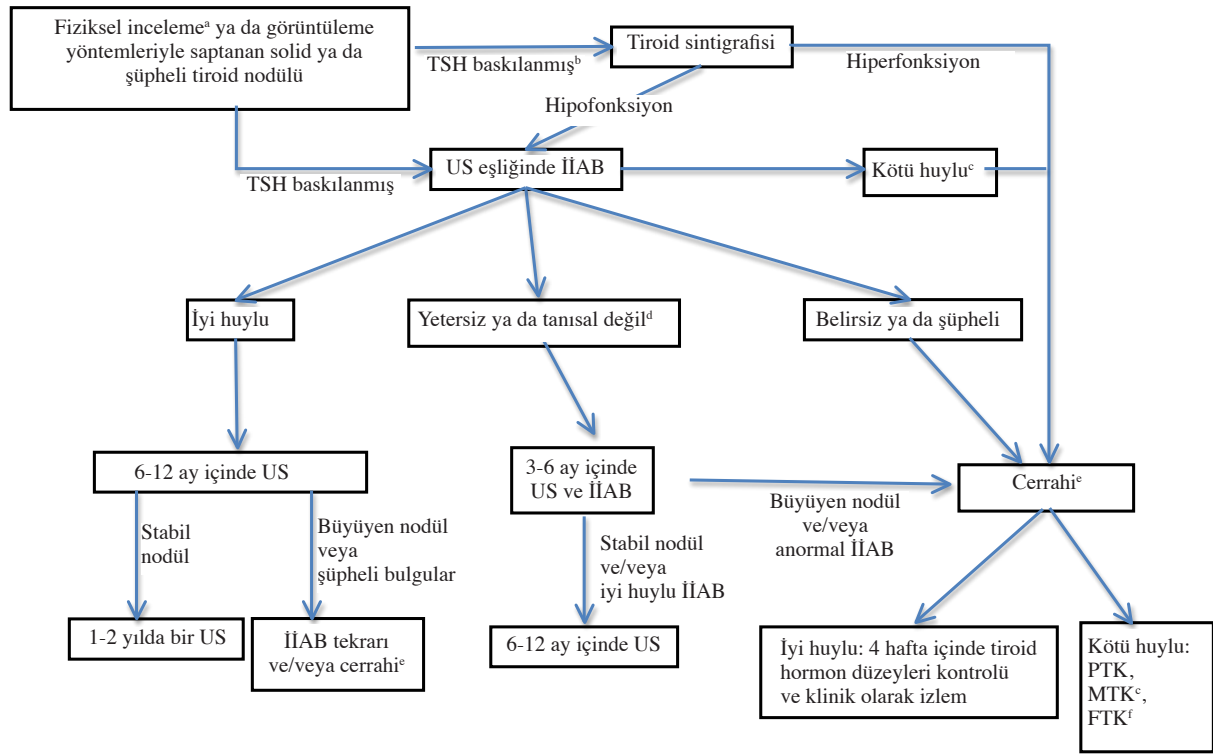 Fiziksel incelemeᵃ ya da görüntüleme
yöntemleriyle saptanan solid ya da
şüpheli tiroid nodülü
TSH baskılanmışᵇ
Tiroid sintigrafisi
Hiperfonksiyon
Hipofonksiyon
TSH baskılanmış
US eşliğinde İİAB
Kötü huyluᶜ
İyi huylu
Yetersiz ya da tanısal değilᵈ
Belirsiz ya da şüpheli
6-12 ay içinde US
3-6 ay içinde
US ve İİAB
Cerrahiᵉ
Stabil
nodül
Büyüyen nodül
veya
şüpheli bulgular
Stabil nodül
ve/veya
iyi huylu İİAB
Büyüyen nodül
ve/veya
anormal İİAB
1-2 yılda bir US
İİAB tekrarı
ve/veya cerrahiᵉ
6-12 ay içinde US
İyi huylu: 4 hafta içinde tiroid
hormon düzeyleri kontrolü
ve klinik olarak izlem
Kötü huylu:
PTK,
MTKᶜ,
FTKᶠ